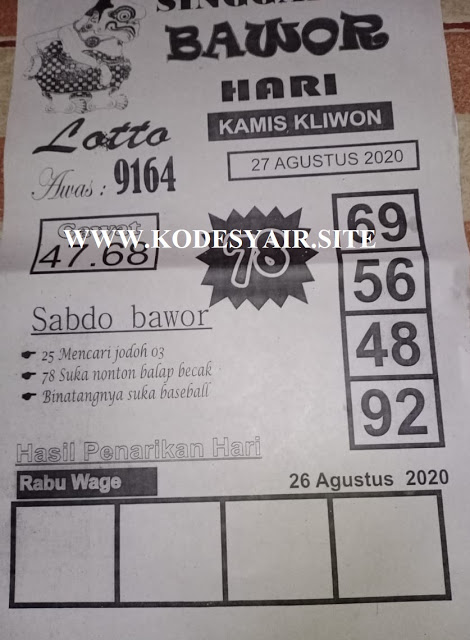 BAWOR
HARI
KAMIS KLIWON
27 AGUSTUS 2020
Lotto
Awas : 9164
WWW.KODESYAIR.SITE
47.68
78
69
56
48
92
Sabdo bawor
25 Mencari jodoh 03
78 Suka nonton balap becak
Binatangnya suka baseball
Hasil Penarikan Hari
Rabu Wage
26 Agustus 2020